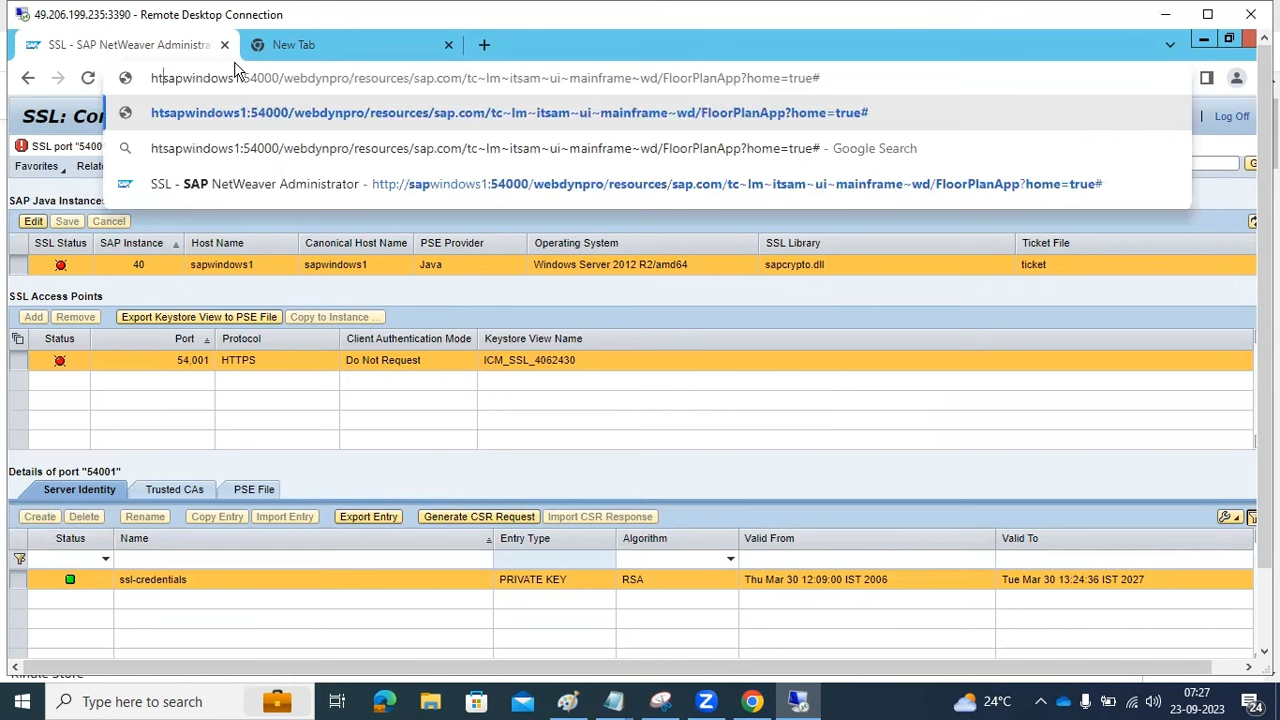 49.206.199.235:3390 - Remote Desktop Connection
SSL - SAP NetWeaver Administra
New Tab
htsapwindows1:54000/webdynpro/resources/sap.com/tc~lm~itsam~ui~mainframe~wd/FloorPlanApp?home=true#
SSL: Co
htsapwindows1:54000/webdynpro/resources/sap.com/tc~lm~itsam~ui~mainframe~wd/FloorPlanApp?home=true#
Log Off
SSL port "5400
htsapwindows1:54000/webdynpro/resources/sap.com/tc~lm~itsam~ui~mainframe~wd/FloorPlanApp?home=true# - Google Search
Favorites
SSL - SAP NetWeaver Administrator - http://sapwindows1:54000/webdynpro/resources/sap.com/tc~lm~itsam~ui~mainframe~wd/FloorPlanApp?home=true#
SAP Java Instances
Edit Save Cancel
SSL Status SAP Instance Host Name Canonical Host Name PSE Provider Operating System SSL Library Ticket File
40 sapwindows1 sapwindows1 Java Windows Server 2012 R2/amd64 sapcrypto.dll ticket
SSL Access Points
Add Remove Export Keystore View to PSE File Copy to Instance ...
Status Port Protocol Client Authentication Mode Keystore View Name
54,001 HTTPS Do Not Request ICM_SSL_4062430
Details of port "54001"
Server Identity Trusted CAs PSE File
Create Delete Rename Copy Entry Import Entry Export Entry Generate CSR Request Import CSR Response
Status Name Entry Type Algorithm Valid From Valid To
ssl-credentials PRIVATE KEY RSA Thu Mar 30 12:09:00 IST 2006 Tue Mar 30 13:24:36 IST 2027
Type here to search
24°C
07:27
23-09-2023
24